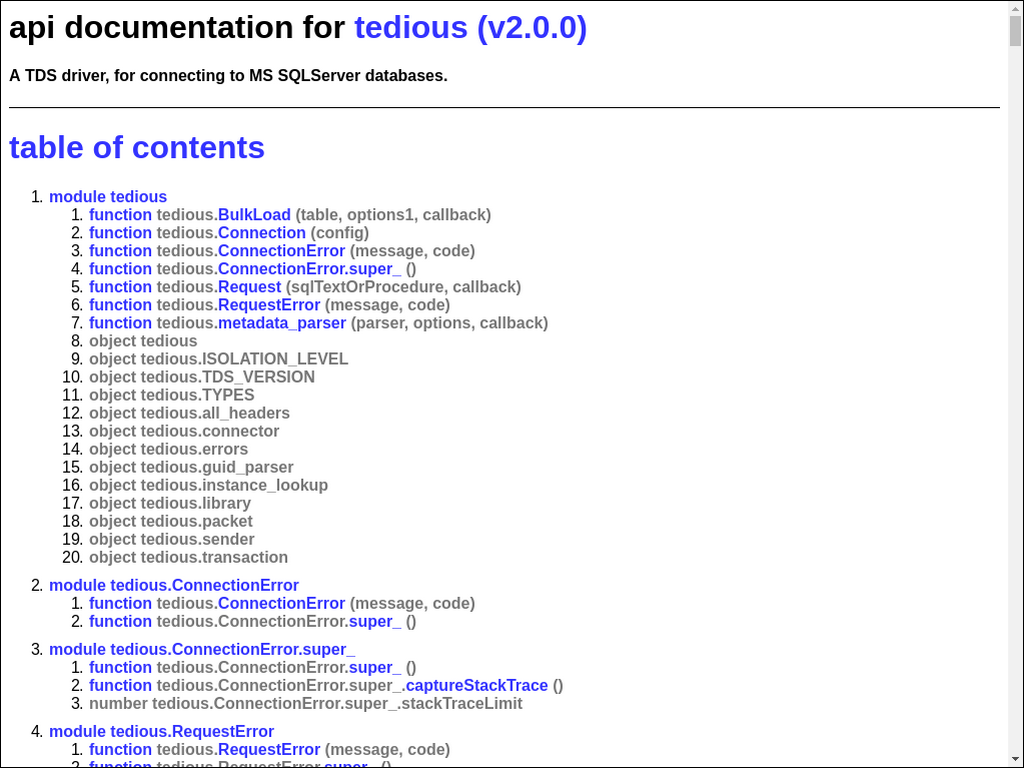 api documentation for tedious (v2.0.0)
A TDS driver, for connecting to MS SQLServer databases.
table of contents
1. module tedious
1. function tedious.BulkLoad (table, options1, callback)
2. function tedious.Connection (config)
3. function tedious.ConnectionError (message, code)
4. function tedious.ConnectionError.super_ ()
5. function tedious.Request (sqlTextOrProcedure, callback)
6. function tedious.RequestError (message, code)
7. function tedious.metadata_parser (parser, options, callback)
8. object tedious
9. object tedious.ISOLATION_LEVEL
10. object tedious.TDS_VERSION
11. object tedious.TYPES
12. object tedious.all_headers
13. object tedious.connector
14. object tedious.errors
15. object tedious.guid_parser
16. object tedious.instance_lookup
17. object tedious.library
18. object tedious.packet
19. object tedious.sender
20. object tedious.transaction
2. module tedious.ConnectionError
1. function tedious.ConnectionError (message, code)
2. function tedious.ConnectionError.super_ ()
3. module tedious.ConnectionError.super_
1. function tedious.ConnectionError.super_ ()
2. function tedious.ConnectionError.super_.captureStackTrace ()
3. number tedious.ConnectionError.super_.stackTraceLimit
4. module tedious.RequestError
1. function tedious.RequestError (message, code)
2. function tedious.RequestError.super_ ()